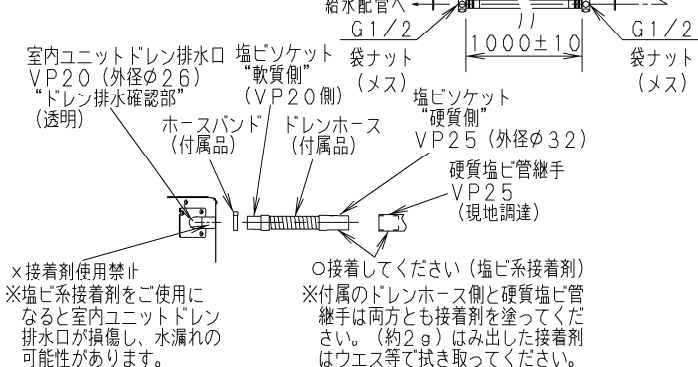 給水配管へ
G1/2
袋ナット
(メス)
1000±10
G1/2
袋ナット
(メス)
室内ユニットドレン排水口
VP20(外径φ26)
“ドレン排水確認部”
(透明)
塩ビソケット
“軟質側”
(VP20側)
塩ビソケット
“硬質側”
VP25(外径φ32)
ホースバンド
(付属品)
ドレンホース
(付属品)
硬質塩ビ管継手
VP25
(現地調達)
×接着剤使用禁止
※塩ビ系接着剤をご使用に
なると室内ユニットドレン
排水口が損傷し、水漏れの
可能性があります。
○接着してください(塩ビ系接着剤)
※付属のドレンホース側と硬質塩ビ管
継手は両方とも接着剤を塗ってくだ
さい。(約2g)はみ出した接着剤
はウエス等で拭き取ってください。